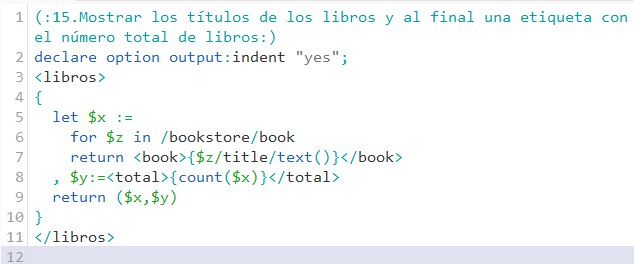 1 (:15.Mostrar los títulos de los libros y al final una etiqueta con
el número total de libros:)
2 declare option output:indent "yes";
3 <libros>
4 {
5 let $x :=
6 for $z in /bookstore/book
7 return <book>{$z/title/text()}</book>
8 , $y:=<total>{count($x)}</total>
9 return ($x,$y)
10 }
11 </libros>
12